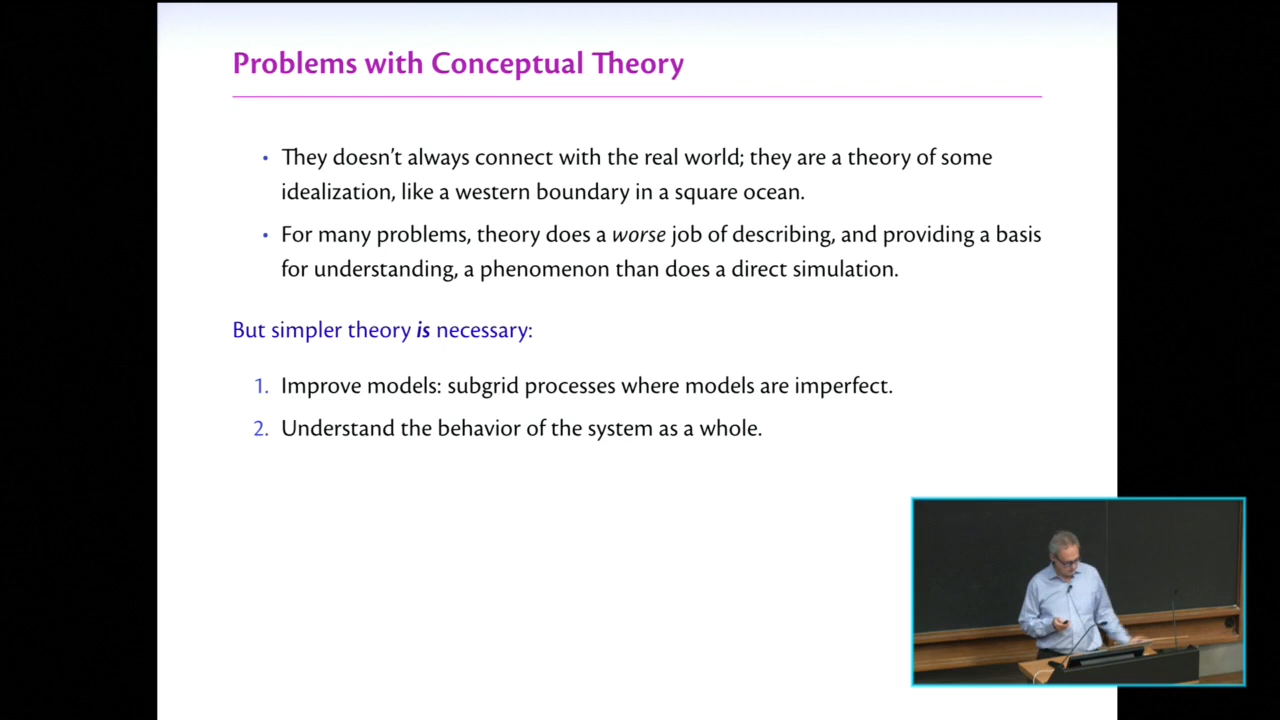 Problems with Conceptual Theory
• They doesn't always connect with the real world; they are a theory of some
idealization, like a western boundary in a square ocean.
• For many problems, theory does a worse job of describing, and providing a basis
for understanding, a phenomenon than does a direct simulation.
But simpler theory is necessary:
1. Improve models: subgrid processes where models are imperfect.
2. Understand the behavior of the system as a whole.